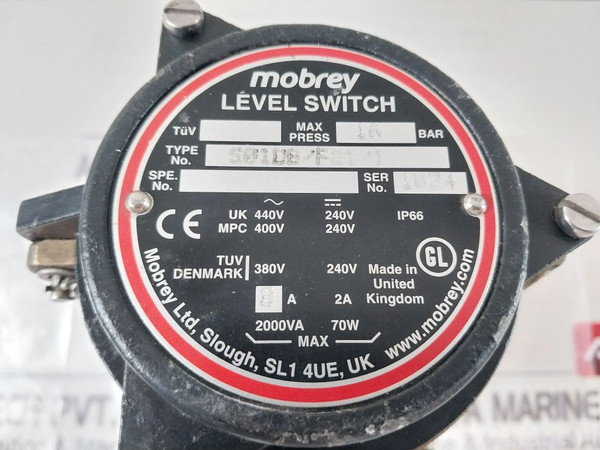 mobrey
LEVEL SWITCH
TüV MAX PRESS BAR
TYPE No.
SPE. No. SER No.
CE UK 440V 240V IP66
MPC 400V 240V
GL
TUV DENMARK 380V 240V
Made in United Kingdom
A 2A
2000VA 70W
MAX
Mobrey Ltd, Slough, SL1 4UE, UK www.mobrey.com
A MARINE